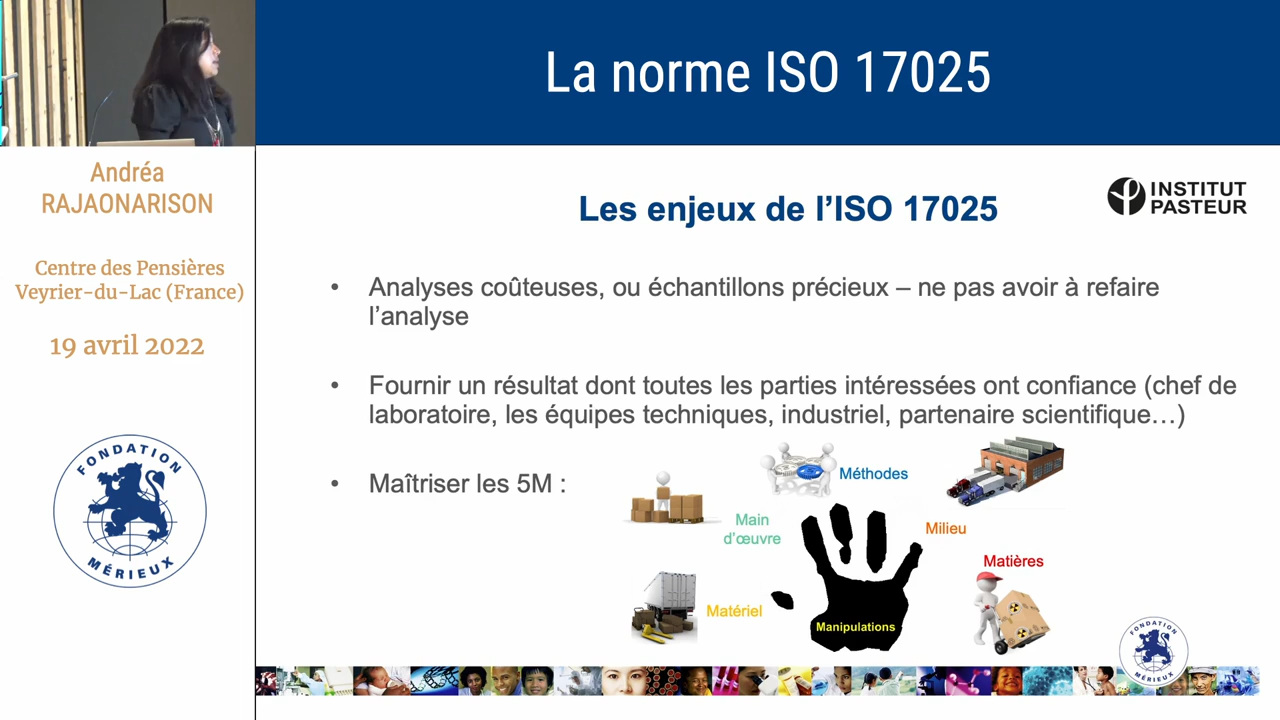 La norme ISO 17025
Andréa
RAJAONARISON
Centre des Pensières
Veyrier-du-Lac (France)
19 avril 2022
FONDATION
MÉRIEUX
Les enjeux de l’ISO 17025
INSTITUT
PASTEUR
• Analyses coûteuses, ou échantillons précieux – ne pas avoir à refaire
l’analyse
• Fournir un résultat dont toutes les parties intéressées ont confiance (chef de
laboratoire, les équipes techniques, industriel, partenaire scientifique…)
• Maîtriser les 5M :
Méthodes
Main
d’œuvre
Milieu
Matières
Matériel
Manipulations
FONDATION
MÉRIEUX